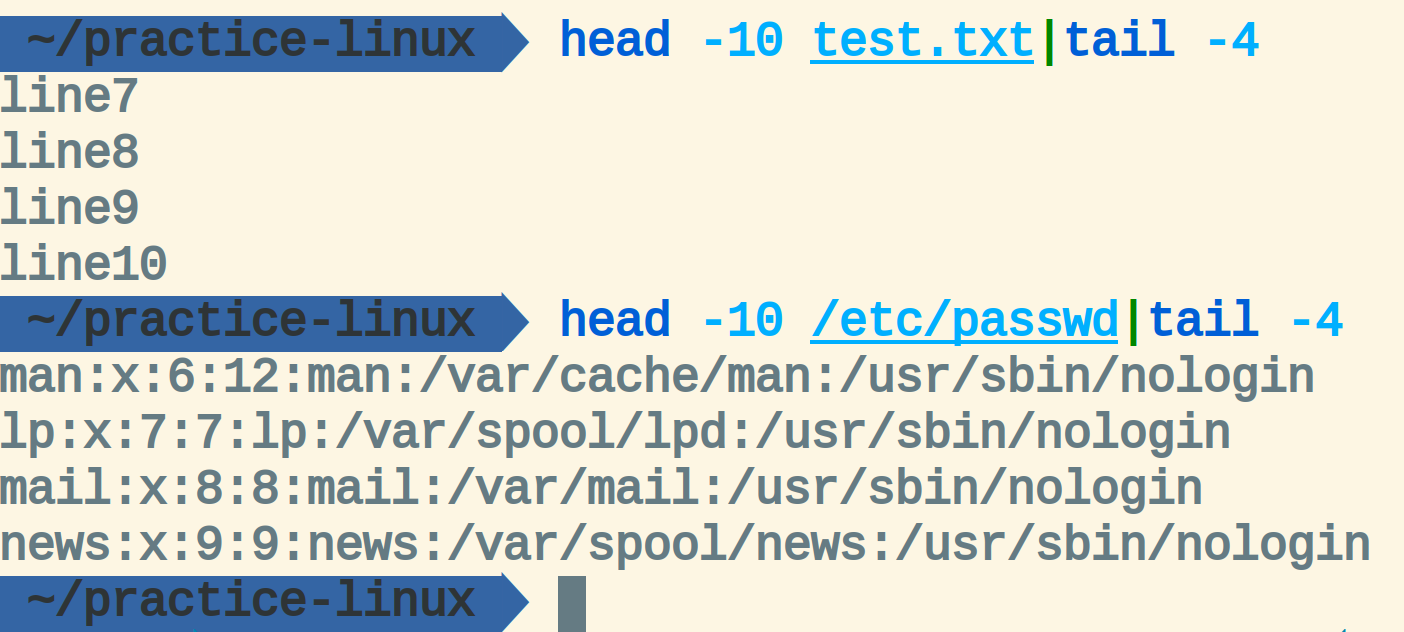 ~/practice-linux head -10 test.txt|tail -4
line7
line8
line9
line10
~/practice-linux head -10 /etc/passwd|tail -4
man:x:6:12:man:/var/cache/man:/usr/sbin/nologin
lp:x:7:7:lp:/var/spool/lpd:/usr/sbin/nologin
mail:x:8:8:mail:/var/mail:/usr/sbin/nologin
news:x:9:9:news:/var/spool/news:/usr/sbin/nologin
~/practice-linux